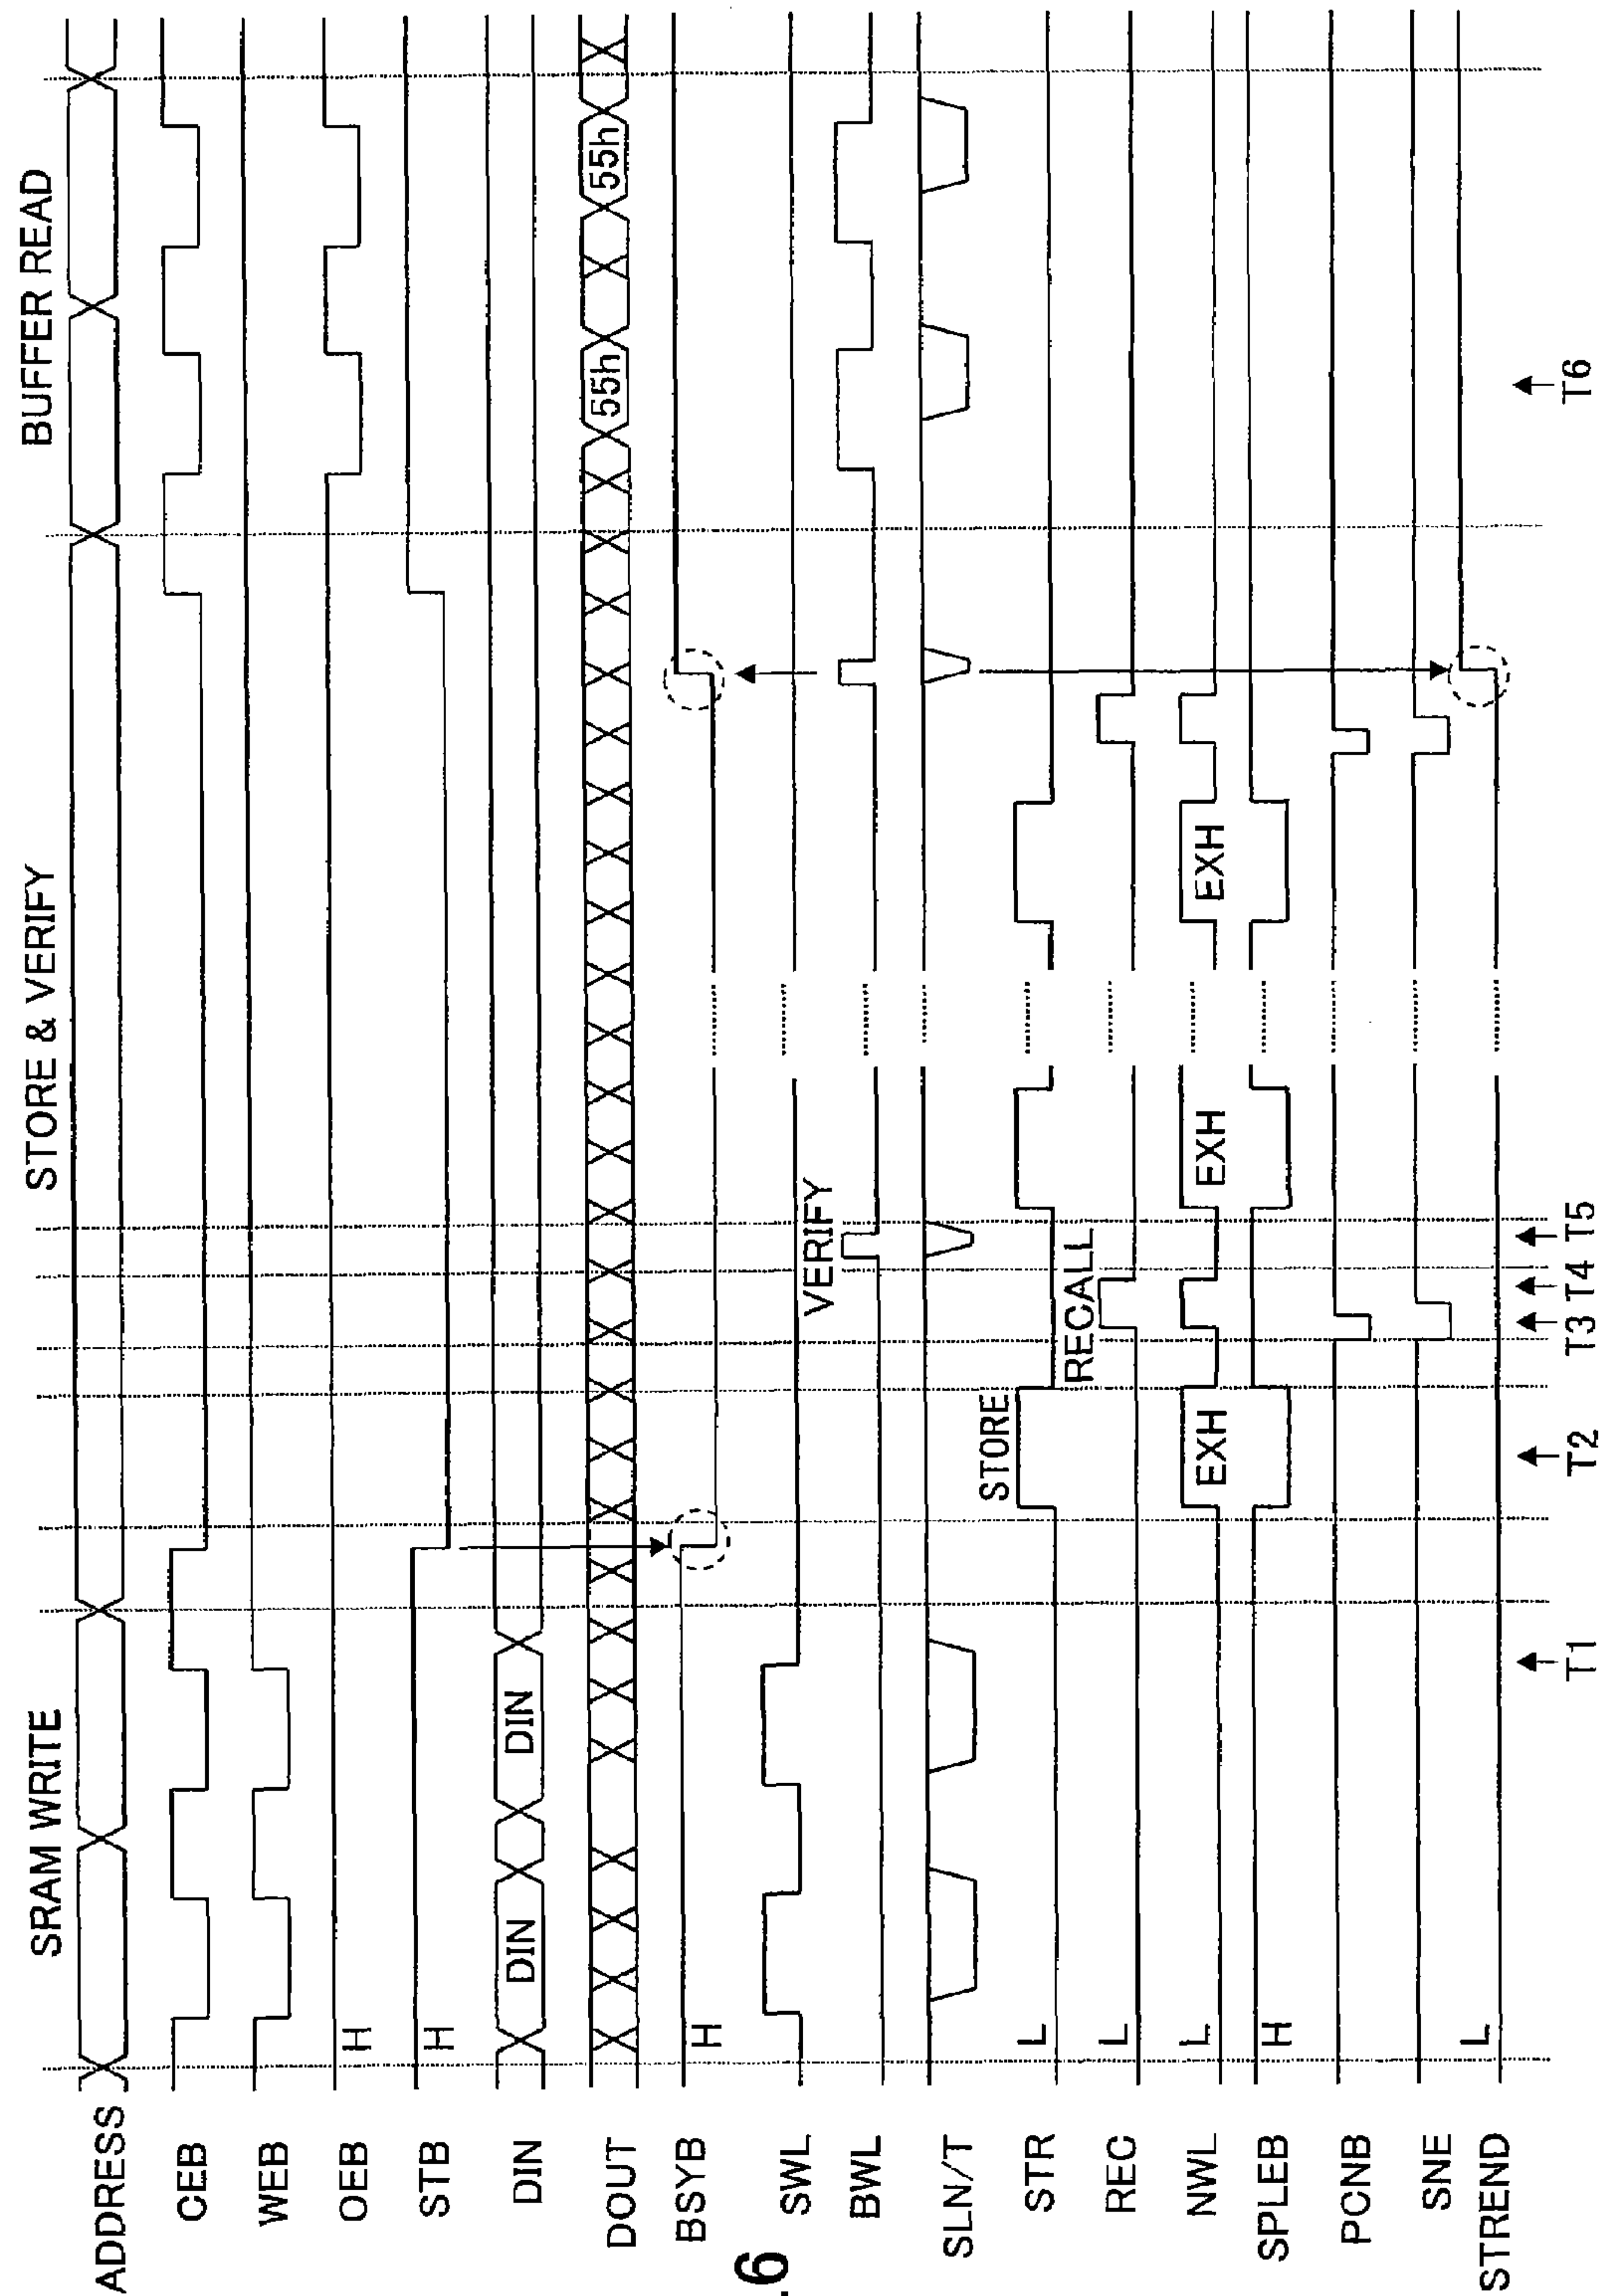 SRAM WRITE
STORE & VERIFY
BUFFER READ
ADDRESS
CEB
WEB
OEB
H
STB
H
DIN
DIN
DIN
DOUT
55h
55h
BSYB
H
SWL
BWL
VERIFY
SLN/T
STR
L
STORE
REC
L
RECALL
NWL
L
EXH
EXH
EXH
SPLEB
H
PCNB
SNE
STREND
L
T1
T2
T3
T4
T5
T6
.6